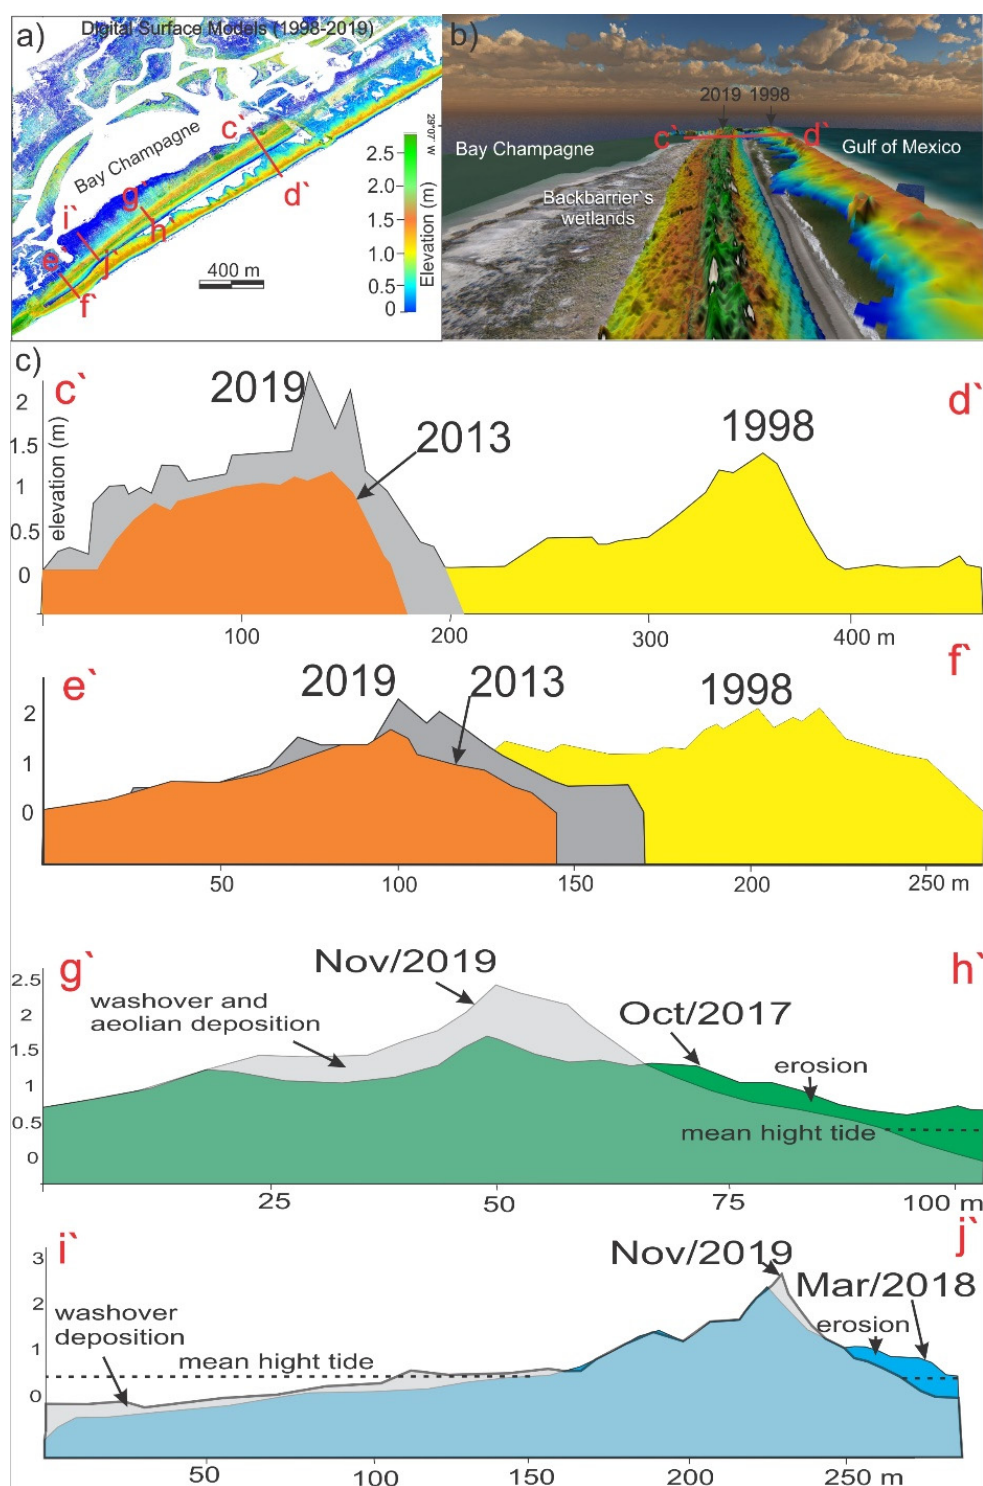 a)
Digital Surface Models (1998-2019)
Bay Champagne
c`
d`
g`
h`
i`
j`
e`
f`
400 m
2.5
2.0
1.5
1.0
0.5
0
Elevation (m)
29°07' W
b)
2019 1998
c` d`
Bay Champagne
Gulf of Mexico
Backbarrier`s
wetlands
c)
c`
d`
elevation (m)
2
1.5
1
0.5
0
2019
2013
1998
100 200 300 400 m
e`
f`
2
1
0
2019 2013 1998
50 100 150 200 250 m
g`
h`
2.5
2
1.5
1
0.5
0
Nov/2019
washover and
aeolian deposition
Oct/2017
erosion
mean hight tide
25 50 75 100 m
i`
j`
3
2
1
0
Nov/2019
Mar/2018
washover
deposition
erosion
mean hight tide
50 100 150 200 250 m